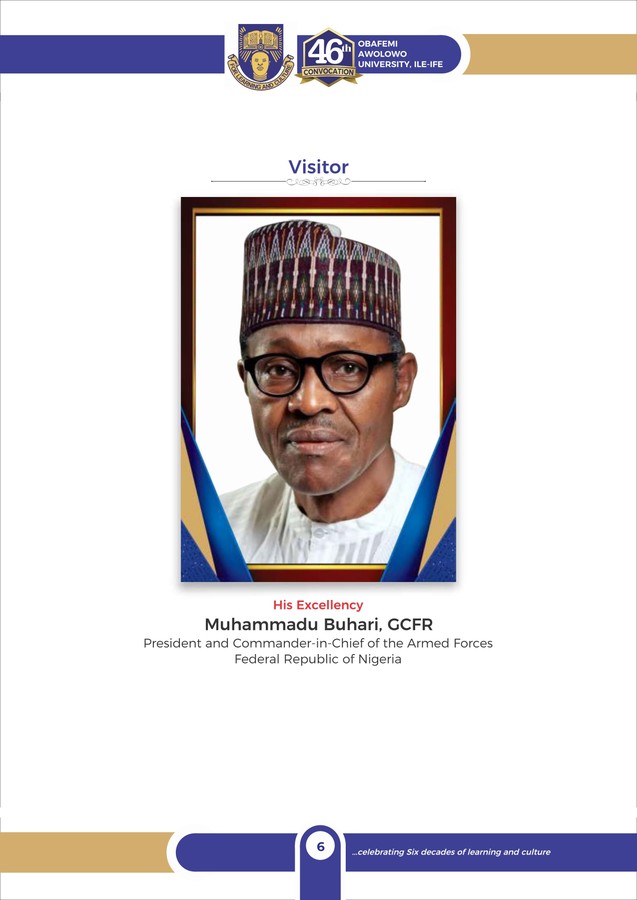 FOR LEARNING AND CULTURE
46th
CONVOCATION
OBAFEMI
AWOLOWO
UNIVERSITY, ILE-IFE
Visitor
His Excellency
Muhammadu Buhari, GCFR
President and Commander-in-Chief of the Armed Forces
Federal Republic of Nigeria
6
...celebrating Six decades of learning and culture